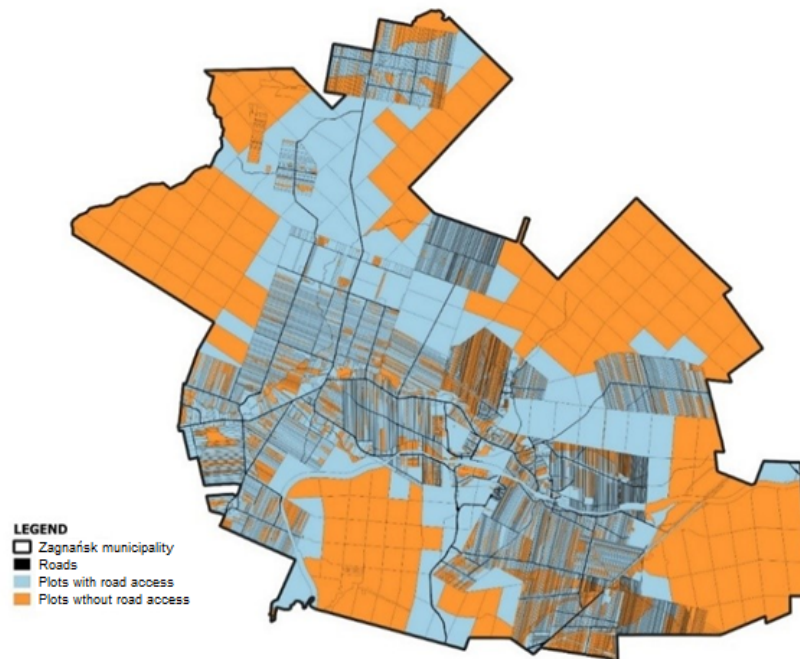 LEGEND
Zagnańsk municipality
Roads
Plots with road access
Plots wthout road access